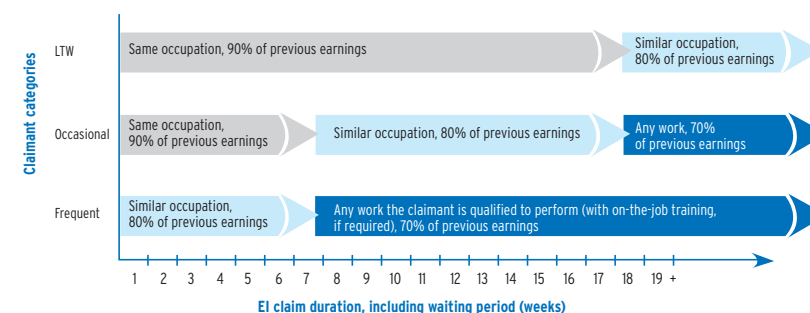 Claimant categories
LTW
Same occupation, 90% of previous earnings
Similar occupation,
80% of previous earnings
Occasional
Same occupation,
90% of previous earnings
Similar occupation, 80% of previous earnings
Any work, 70%
of previous earnings
Frequent
Similar occupation,
80% of previous earnings
Any work the claimant is qualified to perform (with on-the-job training,
if required), 70% of previous earnings
1 2 3 4 5 6 7 8 9 10 11 12 13 14 15 16 17 18 19 +
EI claim duration, including waiting period (weeks)